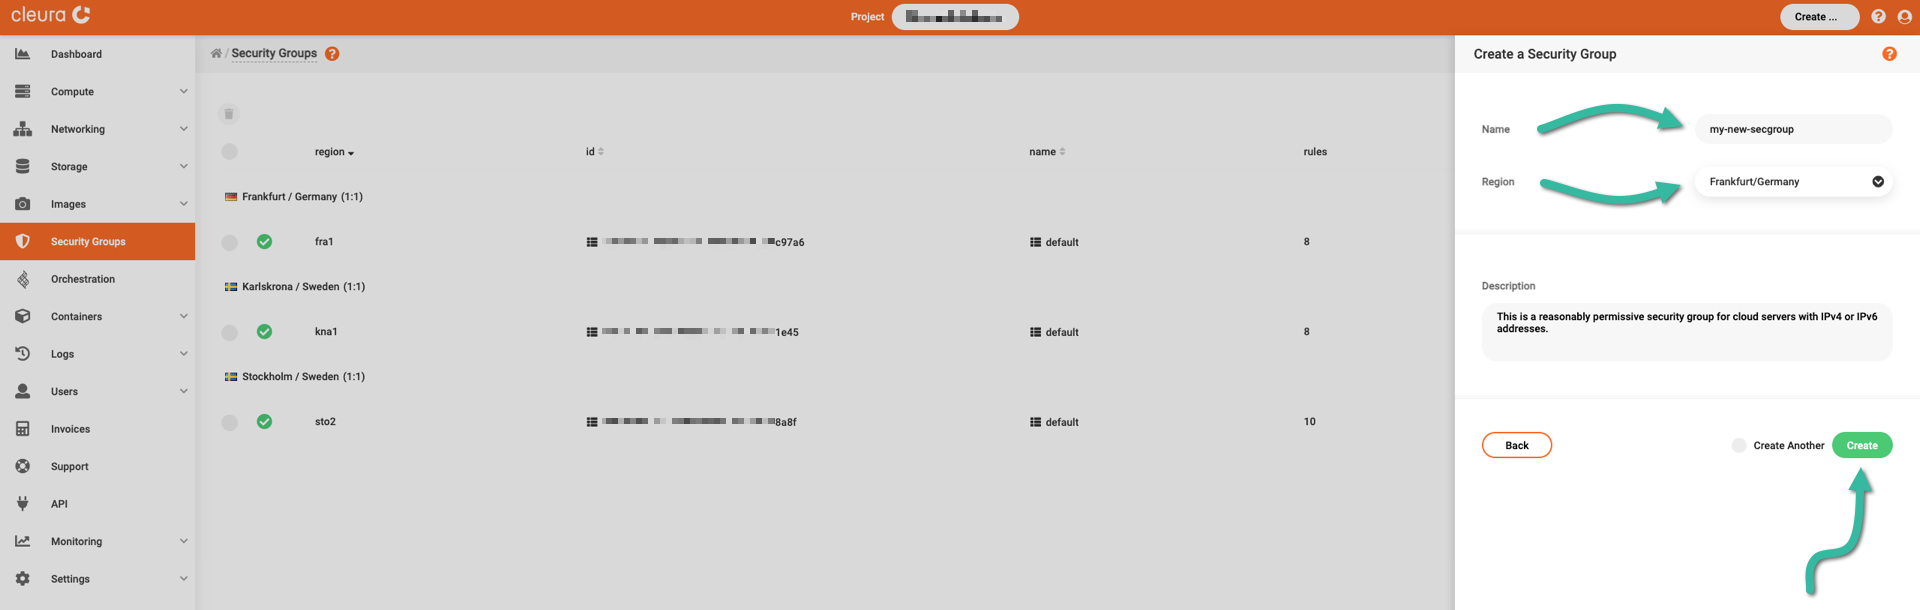 cleura
Project
Create ...
Dashboard
Compute
Networking
Storage
Images
Security Groups
Orchestration
Containers
Logs
Users
Invoices
Support
API
Monitoring
Settings
/ Security Groups ?
region id name rules
Frankfurt / Germany (1:1)
fra1 c97a6 default 8
Karlskrona / Sweden (1:1)
kna1 1e45 default 8
Stockholm / Sweden (1:1)
sto2 8a8f default 10
Create a Security Group ?
Name my-new-secgroup
Region Frankfurt/Germany
Description
This is a reasonably permissive security group for cloud servers with IPv4 or IPv6
addresses.
Back Create Another Create